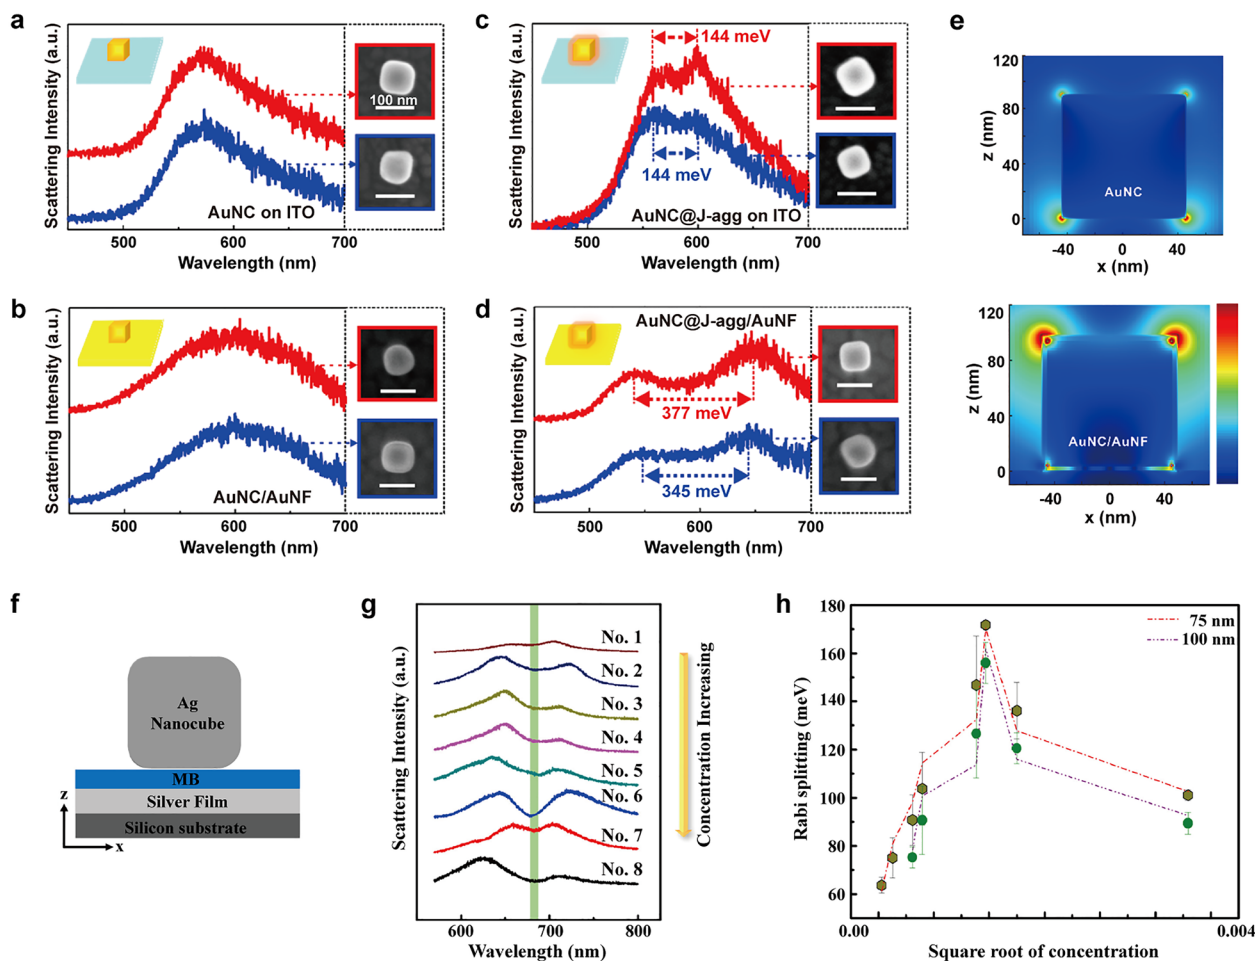 a
Scattering Intensity (a.u.)
100 nm
AuNC on ITO
500
600
700
Wavelength (nm)
b
Scattering Intensity (a.u.)
AuNC/AuNF
500
600
700
Wavelength (nm)
c
Scattering Intensity (a.u.)
144 meV
144 meV
AuNC@J-agg on ITO
500
600
700
Wavelength (nm)
d
Scattering Intensity (a.u.)
AuNC@J-agg/AuNF
377 meV
345 meV
500
600
700
Wavelength (nm)
e
120
80
40
0
z (nm)
AuNC
-40
0
40
x (nm)
120
80
40
0
z (nm)
AuNC/AuNF
-40
0
40
x (nm)
f
Ag
Nanocube
MB
Silver Film
Silicon substrate
z
x
g
Scattering Intensity (a.u.)
No. 1
No. 2
No. 3
No. 4
No. 5
No. 6
No. 7
No. 8
Concentration Increasing
600
700
800
Wavelength (nm)
h
Rabi splitting (meV)
180
160
140
120
100
80
60
75 nm
100 nm
0.00
0.004
Square root of concentration